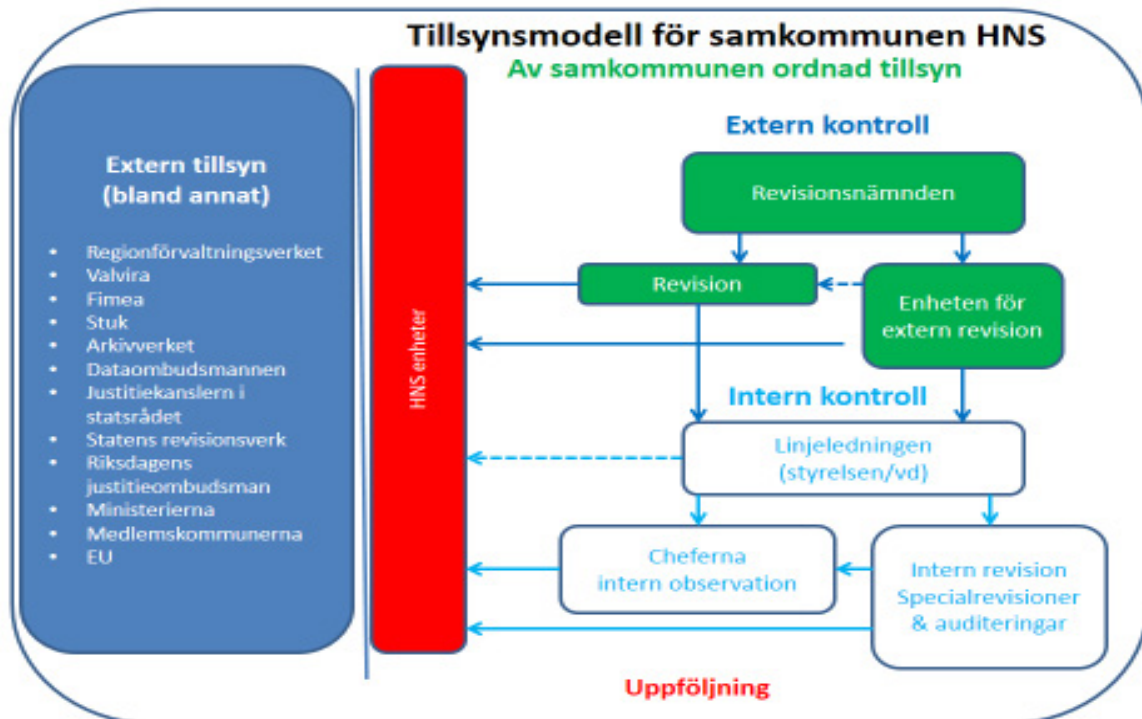 Tillsynsmodell för samkommunen HNS
Av samkommunen ordnad tillsyn
Extern tillsyn
(bland annat)
• Regionförvaltningsverket
• Valvira
• Fimea
• Stuk
• Arkivverket
• Dataombudsmannen
• Justitiekanslern i
statsrådet
• Statens revisionsverk
• Riksdagens
justitieombudsman
• Ministerierna
• Medlemskommunerna
• EU
HNS enheter
Extern kontroll
Revisionsnämnden
Revision
Enheten för
extern revision
Intern kontroll
Linjeledningen
(styrelsen/vd)
Cheferna
intern observation
Intern revision
Specialrevisioner
& auditeringar
Uppföljning